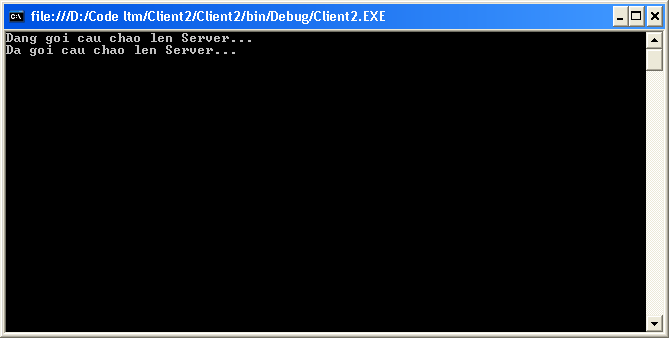 file:///D:/Code ltm/Client2/Client2/bin/Debug/Client2.EXE
Dang goi cau chao len Server...
Da goi cau chao len Server...